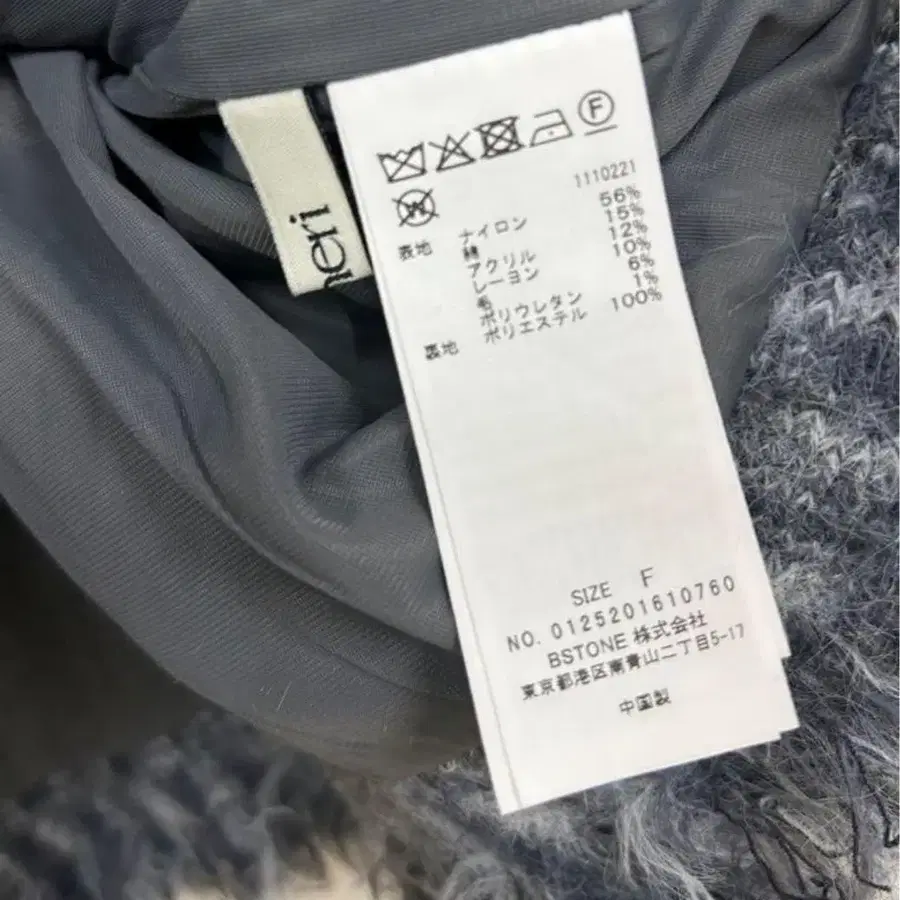 neri
F
W
1110221
表地 ナイロン 56%
綿 15%
アクリル 12%
レーヨン 10%
毛 6%
ポリウレタン 1%
裏地 ポリエステル 100%
SIZE F
NO. 0125201610760
BSTONE 株式会社
東京都港区南青山二丁目5-17
中国製